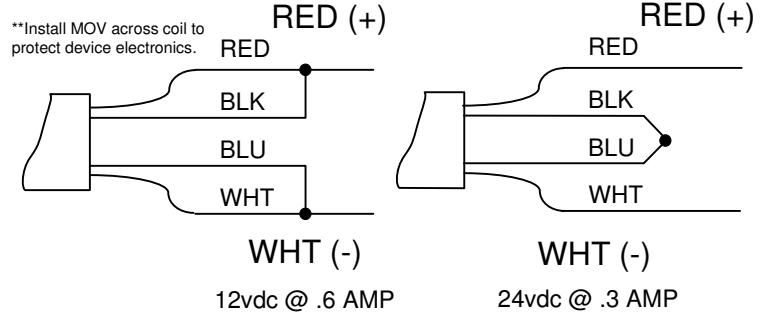 **Install MOV across coil to
protect device electronics.
RED (+)
RED
BLK
BLU
WHT
WHT (-)
12vdc @ .6 AMP
RED (+)
RED
BLK
BLU
WHT
WHT (-)
24vdc @ .3 AMP